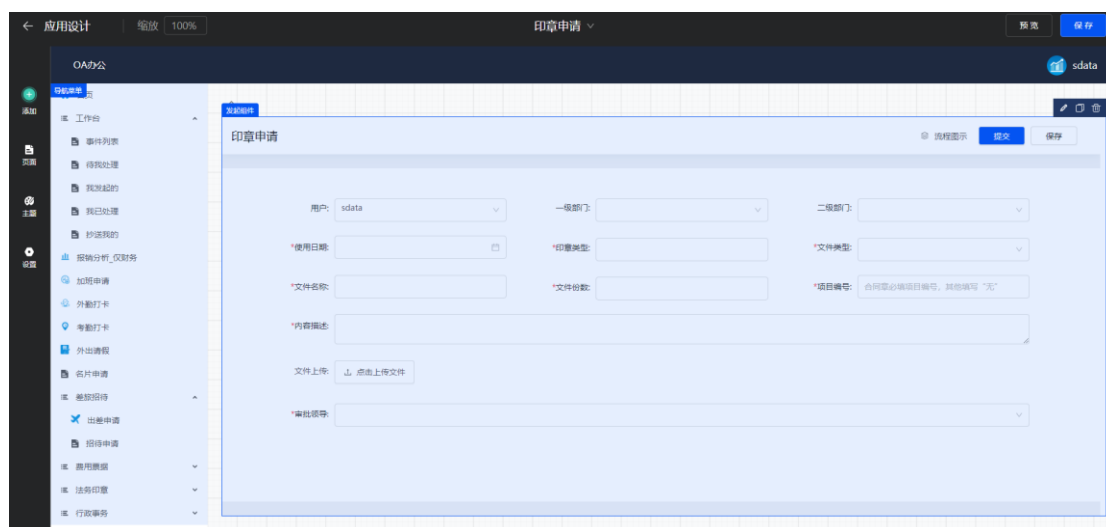 应用设计 缩放 100% 印章申请 预览 保存
OA办公 sdata
添加
页面
主题
设置
导航菜单 页
工作台
事件列表
待我处理
我发起的
我已处理
抄送我的
报销分析_仅财务
加班申请
外勤打卡
考勤打卡
外出请假
名片申请
差旅招待
出差申请
招待申请
费用票据
法务印章
行政事务
发起组件
印章申请 流程图示 提交 保存
用户: sdata 一级部门: 二级部门:
*使用日期: *印章类型: *文件类型:
*文件名称: *文件份数: *项目编号: 合同章必填项目编号，其他填写“无”
*内容描述:
文件上传: 点击上传文件
*审批领导: